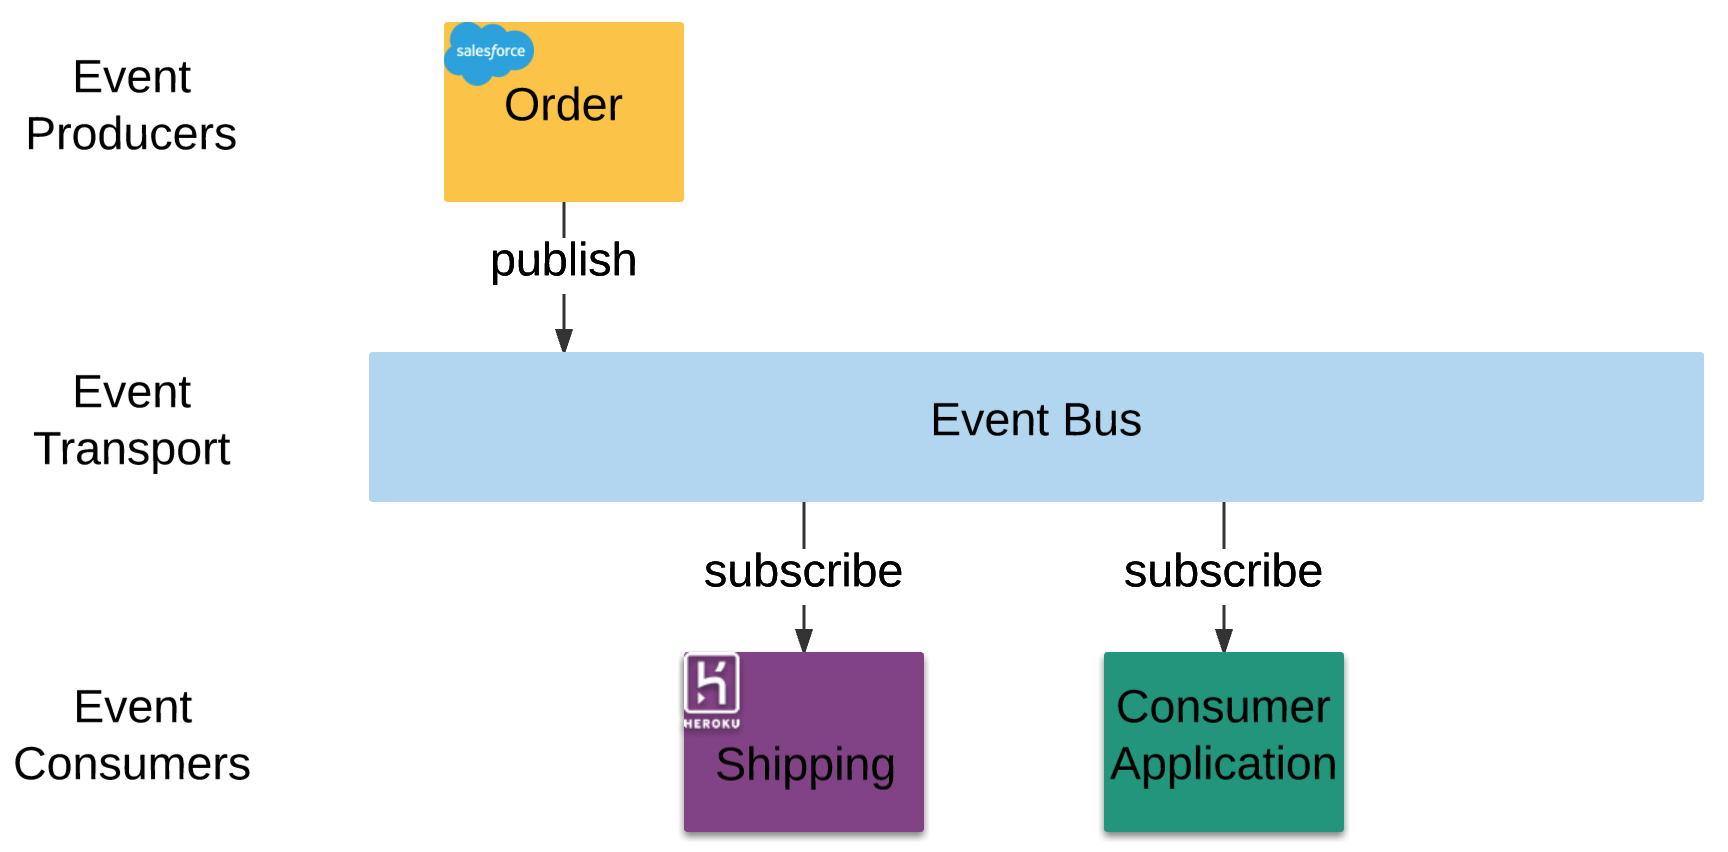 Event
Producers
salesforce
Order
publish
Event
Transport
Event Bus
subscribe
subscribe
Event
Consumers
HEROKU
Shipping
Consumer
Application